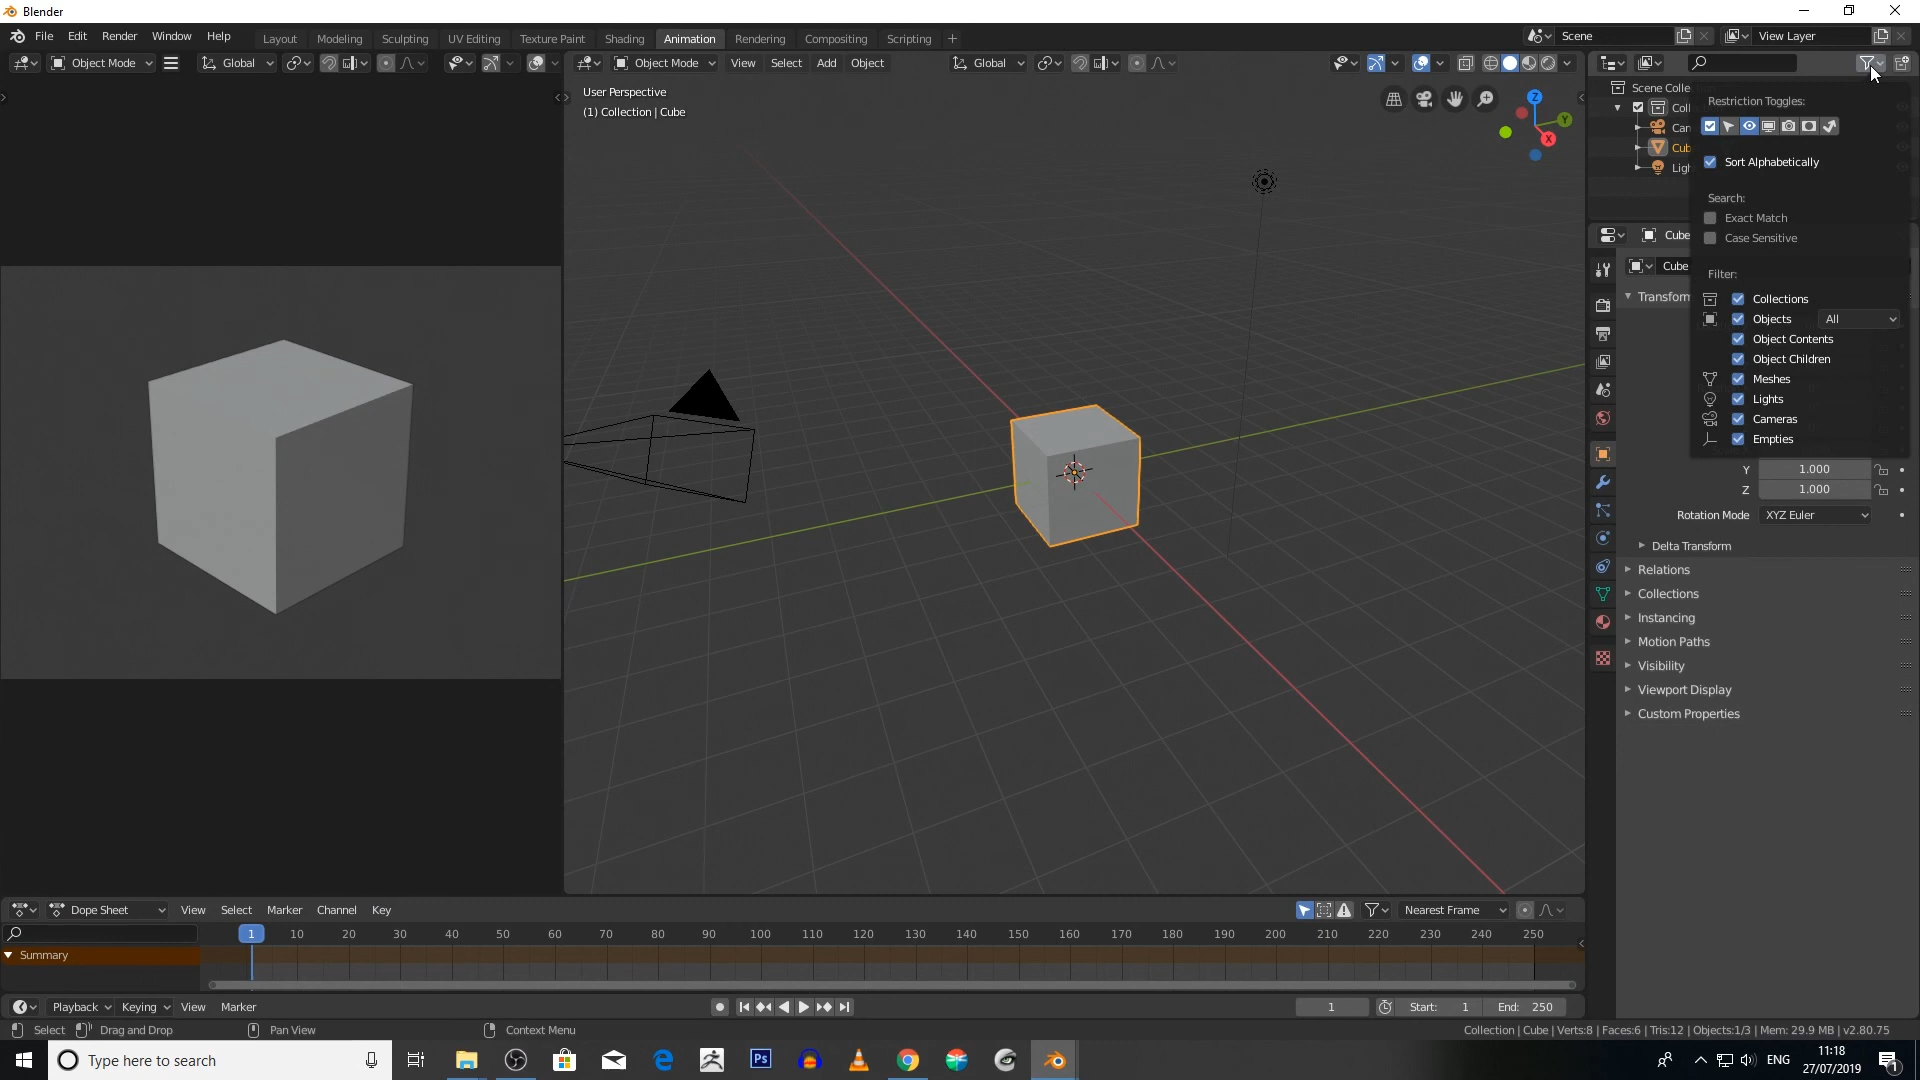 Blender
File Edit Render Window Help Layout Modeling Sculpting UV Editing Texture Paint Shading Animation Rendering Compositing Scripting + Scene View Layer
Object Mode Global Object Mode View Select Add Object Global
User Perspective
(1) Collection | Cube
Z
Y
X
Scene Colle
Coll
Can
Cub
Ligh
Restriction Toggles:
Sort Alphabetically
Search:
Exact Match
Case Sensitive
Filter:
Collections
Objects All
Object Contents
Object Children
Meshes
Lights
Cameras
Empties
Cube
Cube
Transform
Y 1.000
Z 1.000
Rotation Mode XYZ Euler
Delta Transform
Relations
Collections
Instancing
Motion Paths
Visibility
Viewport Display
Custom Properties
Dope Sheet View Select Marker Channel Key Nearest Frame
1 10 20 30 40 50 60 70 80 90 100 110 120 130 140 150 160 170 180 190 200 210 220 230 240 250
Summary
Playback Keying View Marker 1 Start: 1 End: 250
Select Drag and Drop Pan View Context Menu Collection | Cube | Verts:8 | Faces:6 | Tris:12 | Objects:1/3 | Mem: 29.9 MB | v2.80.75
Type here to search Ps ENG 11:18
27/07/2019 1